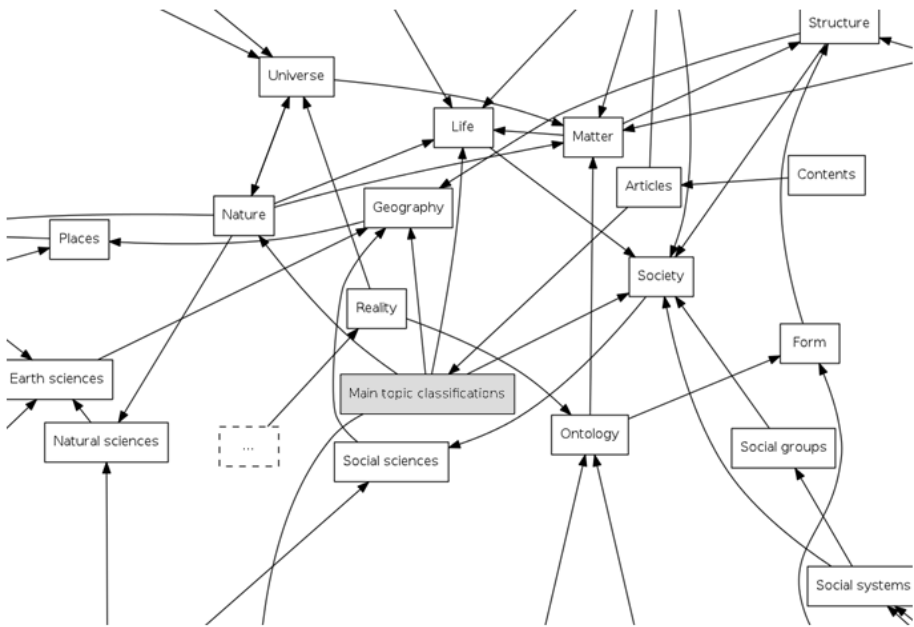 Structure
Universe
Life
Matter
Articles
Contents
Nature
Geography
Places
Society
Reality
Form
Earth sciences
Main topic classifications
Natural sciences
...
Social sciences
Ontology
Social groups
Social systems